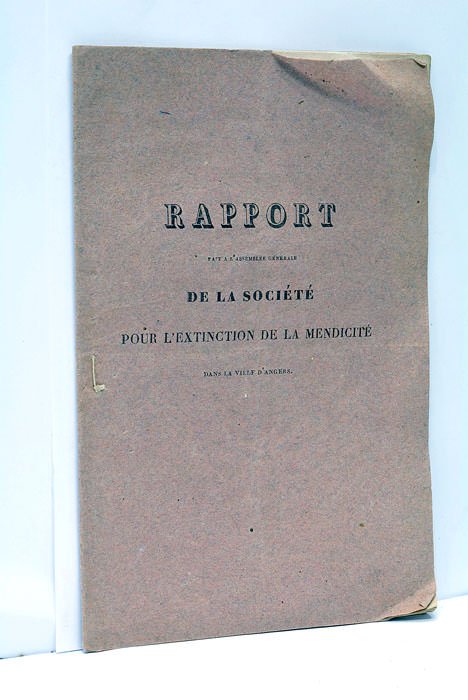 RAPPORT
FAIT A L'ASSEMBLÉE GÉNÉRALE
DE LA SOCIÉTÉ
POUR L'EXTINCTION DE LA MENDICITÉ
DANS LA VILLE D'ANGERS.